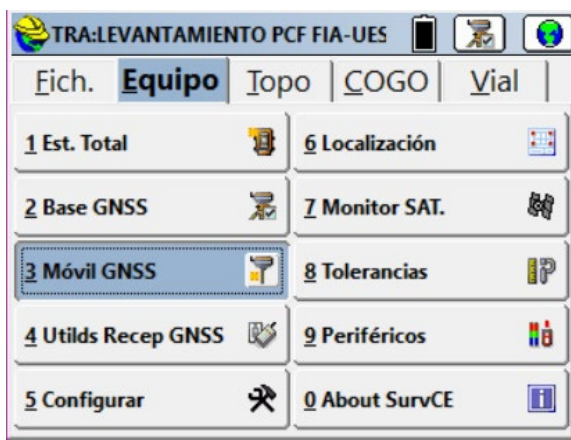 TRA:LEVANTAMIENTO PCF FIA-UES
Fich. Equipo Topo COGO Vial
1 Est. Total
6 Localización
2 Base GNSS
7 Monitor SAT.
3 Móvil GNSS
8 Tolerancias
4 Utilds Recep GNSS
9 Periféricos
5 Configurar
0 About SurvCE